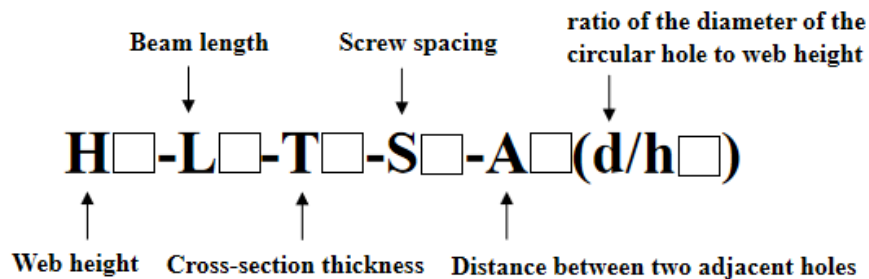 ratio of the diameter of the
Beam length Screw spacing circular hole to web height
H□-L□-T□-S□-A□(d/h□)
Web height Cross-section thickness Distance between two adjacent holes